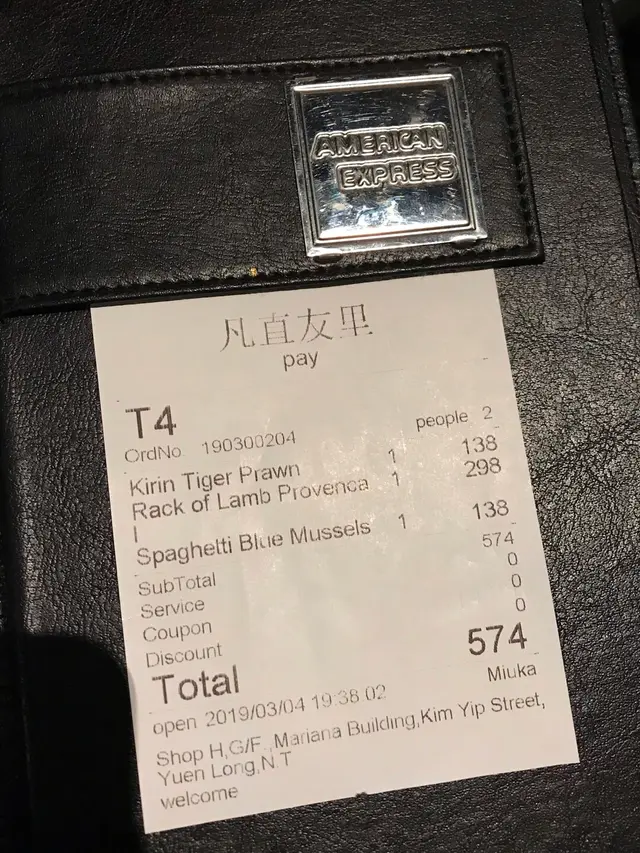 AMERICAN
EXPRESS
凡直友里
pay
T4
OrdNo 190300204 people 2
Kirin Tiger Prawn 1 138
Rack of Lamb Provenca 1 298
l
Spaghetti Blue Mussels 1 138
SubTotal 574
Service 0
Coupon 0
Discount 0
Total 574
open 2019/03/04 19:38:02 Miuka
Shop H,G/F.,Mariana Building,Kim Yip Street,
Yuen Long,N.T
welcome